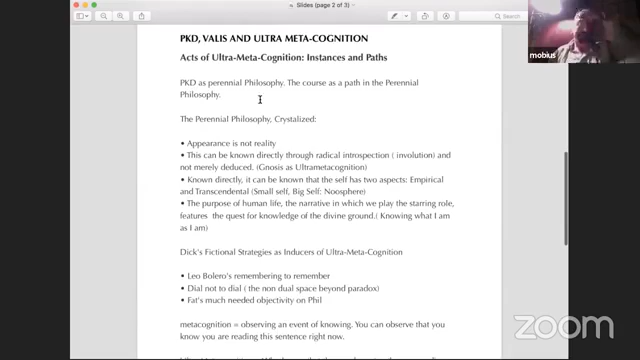 Slides (page 2 of 3)
Search
PKD, VALIS AND ULTRA META-COGNITION
Acts of Ultra-Meta-Cognition: Instances and Paths
PKD as perennial Philosophy. The course as a path in the Perennial
Philosophy.
The Perennial Philosophy, Crystalized:
• Appearance is not reality
• This can be known directly through radical introspection ( involution) and
not merely deduced. (Gnosis as Ultrametacognition)
• Known directly, it can be known that the self has two aspects: Empirical
and Transcendental (Small self, Big Self: Noosphere)
• The purpose of human life, the narrative in which we play the starring role,
features the quest for knowledge of the divine ground.( Knowing what I am
as I am)
Dick's Fictional Strategies as Inducers of Ultra-Meta-Cognition
• Leo Bolero's remembering to remember
• Dial not to dial ( the non dual space beyond paradox)
• Fat's much needed objectivity on Phil
metacognition = observing an event of knowing. You can observe that you
know you are reading this sentence right now.
mobius
zoom